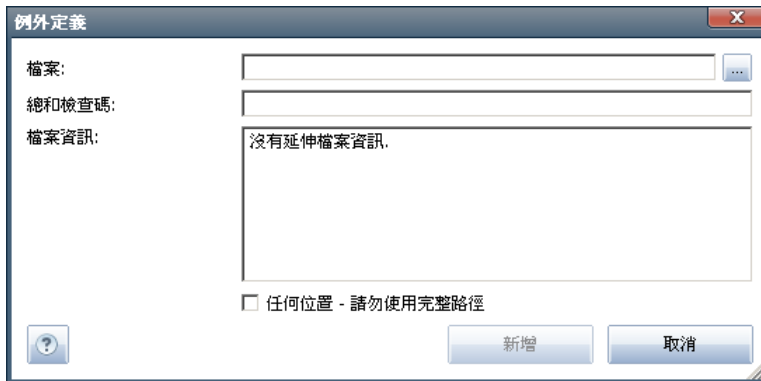 例外定義
檔案:
...
總和檢查碼:
檔案資訊:
沒有延伸檔案資訊.
任何位置 - 請勿使用完整路徑
?
新增
取消